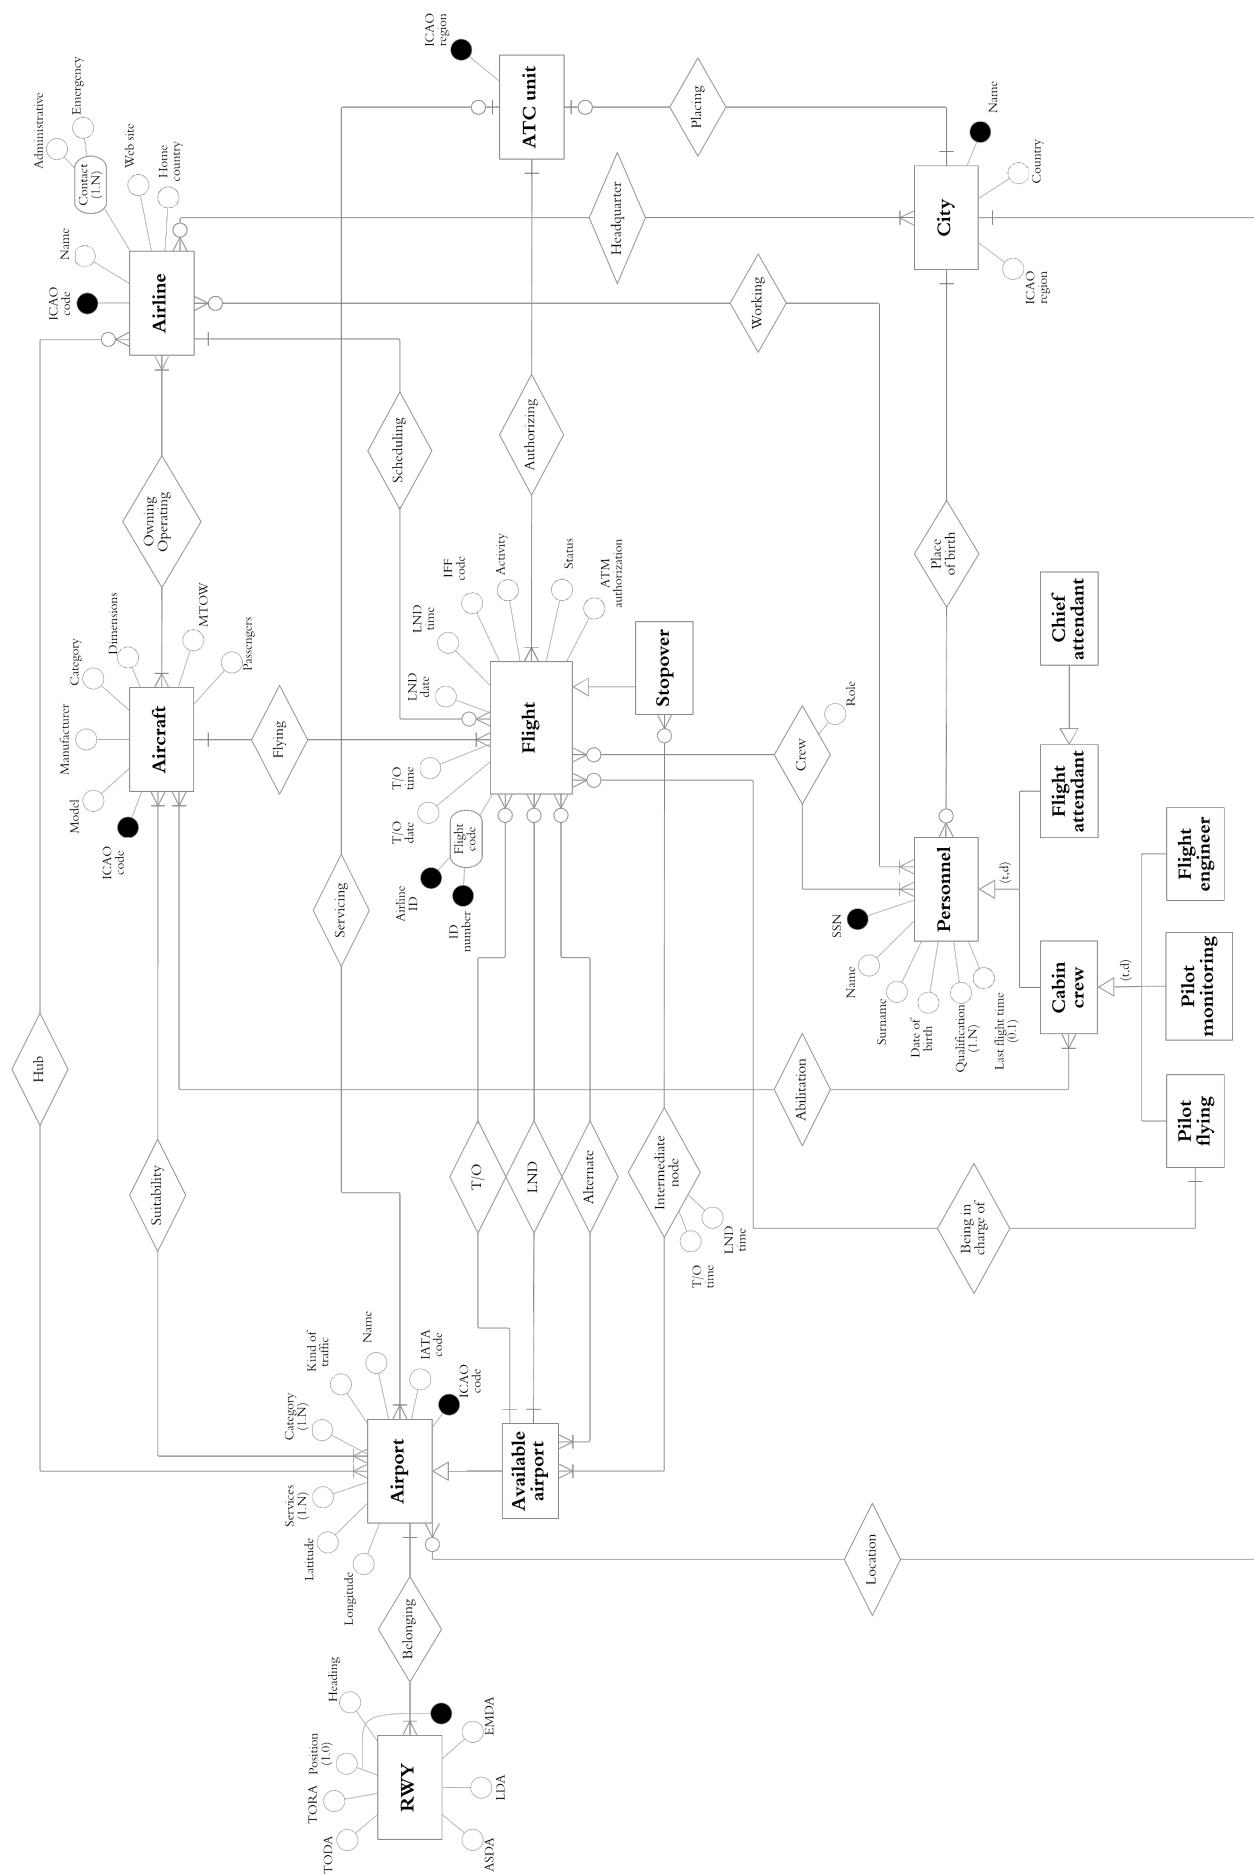 TODA
TORA
Position
(1.0)
Heading
RWY
ASDA
LDA
EMDA
Belonging
Longitude
Latitude
Services
(1.N)
Category
(1.N)
Kind of
traffic
Name
IATA
code
ICAO
code
Airport
Available
airport
Location
Hub
Suitability
Servicing
T/O
LND
Alternate
Intermediate
node
T/O
time
LND
time
Being in
charge of
Abilitation
Pilot
flying
Pilot
monitoring
Flight
engineer
(t,d)
Cabin
crew
Flight
attendant
Chief
attendant
(t,d)
Personnel
SSN
Name
Surname
Date of
birth
Qualification
(1.N)
Last flight time
(0.1)
Crew
Role
Place
of birth
ICAO
code
Model
Manufacturer
Category
Dimensions
MTOW
Passengers
Aircraft
Flying
Airline
ID
ID
number
Flight
code
T/O
date
T/O
time
LND
date
LND
time
IFF
code
Activity
Status
ATM
authorization
Flight
Stopover
Owning
Operating
Scheduling
Authorizing
Working
Headquarter
Airline
ICAO
code
Name
Contact
(1.N)
Administrative
Emergency
Web site
Home
country
ATC unit
ICAO
region
Placing
City
Name
Country
ICAO
region